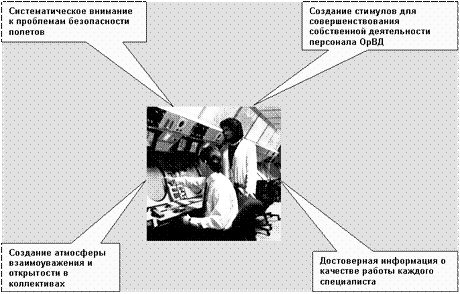 Систематическое внимание
к проблемам безопасности
полетов
Создание стимулов для
совершенствования
собственной деятельности
персонала ОрВД
Создание атмосферы
взаимоуважения и
открытости в
коллективах
Достоверная информация о
качестве работы каждого
специалиста